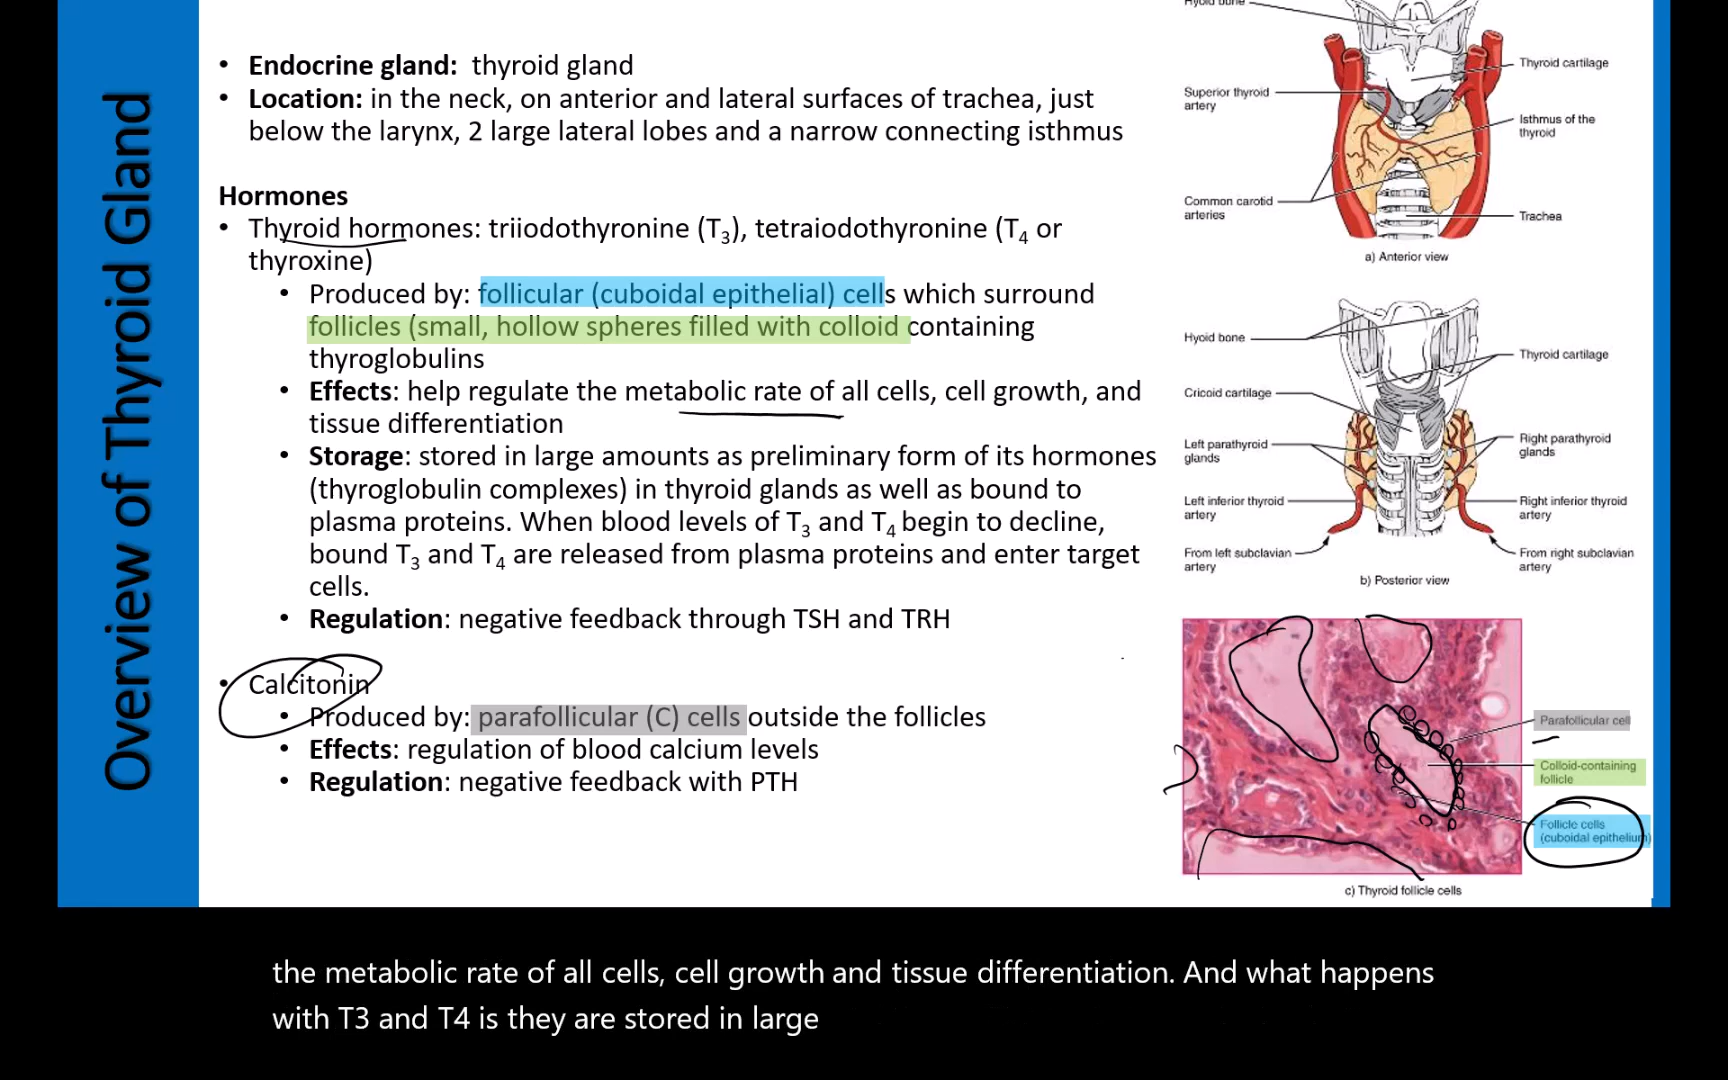 Overview of Thyroid Gland
• Endocrine gland: thyroid gland
• Location: in the neck, on anterior and lateral surfaces of trachea, just
below the larynx, 2 large lateral lobes and a narrow connecting isthmus
Hormones
• Thyroid hormones: triiodothyronine (T3), tetraiodothyronine (T4 or
thyroxine)
• Produced by: follicular (cuboidal epithelial) cells which surround
follicles (small, hollow spheres filled with colloid containing
thyroglobulins
• Effects: help regulate the metabolic rate of all cells, cell growth, and
tissue differentiation
• Storage: stored in large amounts as preliminary form of its hormones
(thyroglobulin complexes) in thyroid glands as well as bound to
plasma proteins. When blood levels of T3 and T4 begin to decline,
bound T3 and T4 are released from plasma proteins and enter target
cells.
• Regulation: negative feedback through TSH and TRH
• Calcitonin
• Produced by: parafollicular (C) cells outside the follicles
• Effects: regulation of blood calcium levels
• Regulation: negative feedback with PTH
Hyoid bone
Thyroid cartilage
Superior thyroid
artery
Isthmus of the
thyroid
Common carotid
arteries
Trachea
a) Anterior view
Hyoid bone
Thyroid cartilage
Cricoid cartilage
Left parathyroid
glands
Right parathyroid
glands
Left inferior thyroid
artery
Right inferior thyroid
artery
From left subclavian
artery
From right subclavian
artery
b) Posterior view
Parafollicular cell
Colloid-containing
follicle
Follicle cells
(cuboidal epithelium)
c) Thyroid follicle cells
the metabolic rate of all cells, cell growth and tissue differentiation. And what happens
with T3 and T4 is they are stored in large